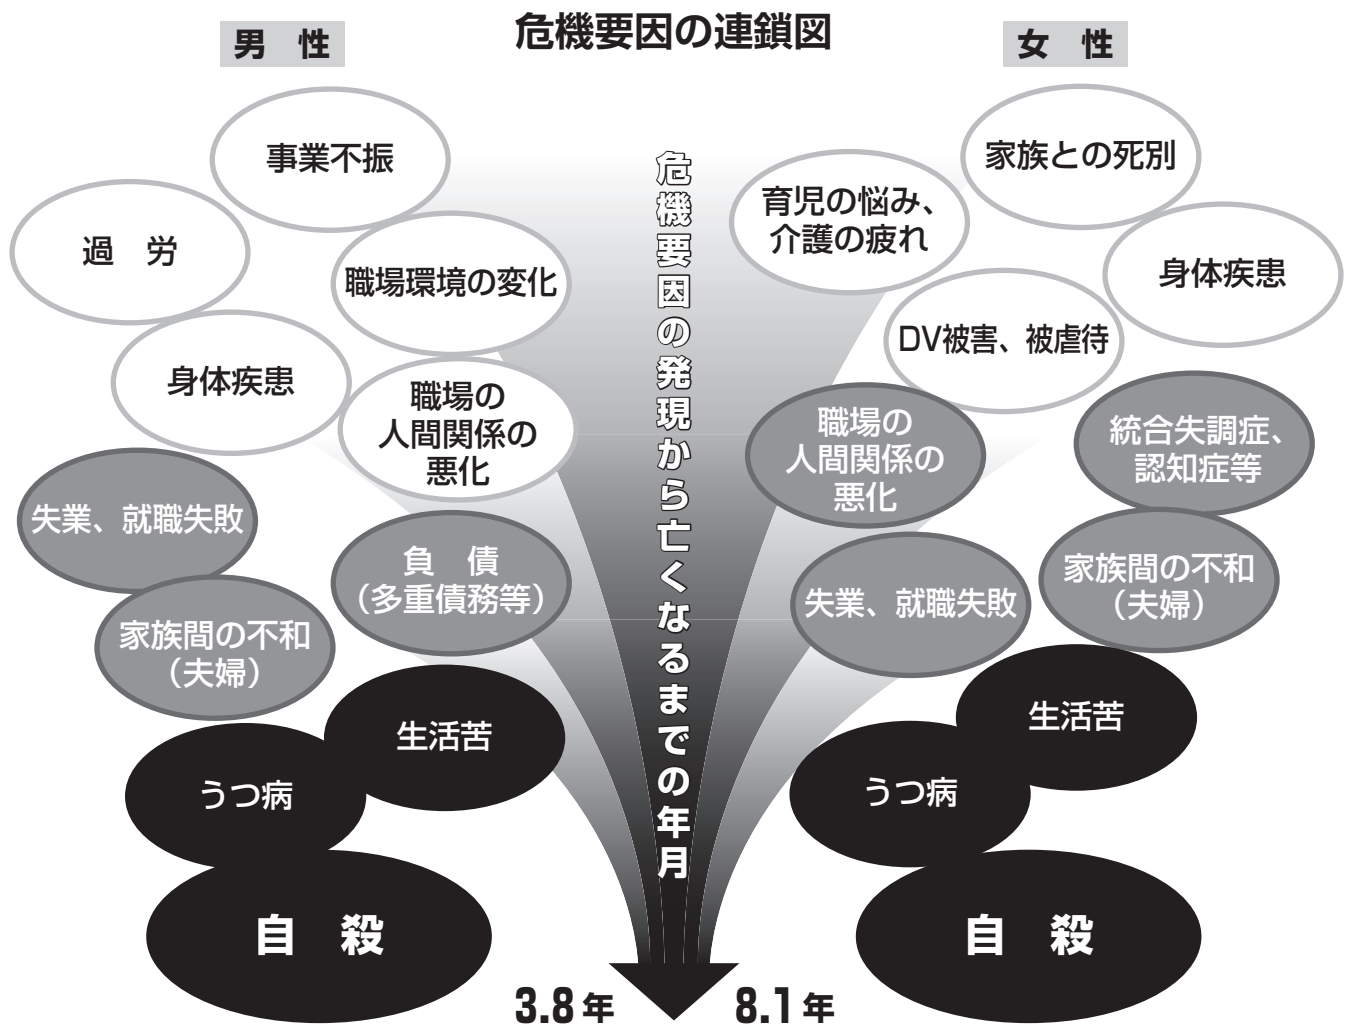 危機要因の連鎖図
男　性
事業不振
過　労
職場環境の変化
身体疾患
職場の
人間関係の
悪化
失業、就職失敗
負　債
（多重債務等）
家族間の不和
（夫婦）
生活苦
うつ病
自　殺
危機要因の発現から亡くなるまでの年月
3.8年
8.1年
女　性
家族との死別
育児の悩み、
介護の疲れ
身体疾患
DV被害、被虐待
職場の
人間関係の
悪化
統合失調症、
認知症等
失業、就職失敗
家族間の不和
（夫婦）
生活苦
うつ病
自　殺